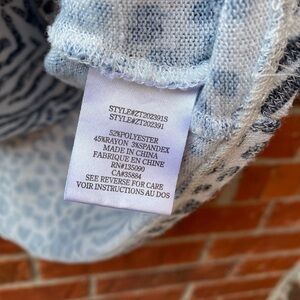 STYLE#ZT202391S
STYLE#ZT202391
52%POLYESTER
45%RAYON 3%SPANDEX
MADE IN CHINA
FABRIQUE EN CHINE
RN#135090
CA#35884
SEE REVERSE FOR CARE
VOIR INSTRUCTIONS AU DOS